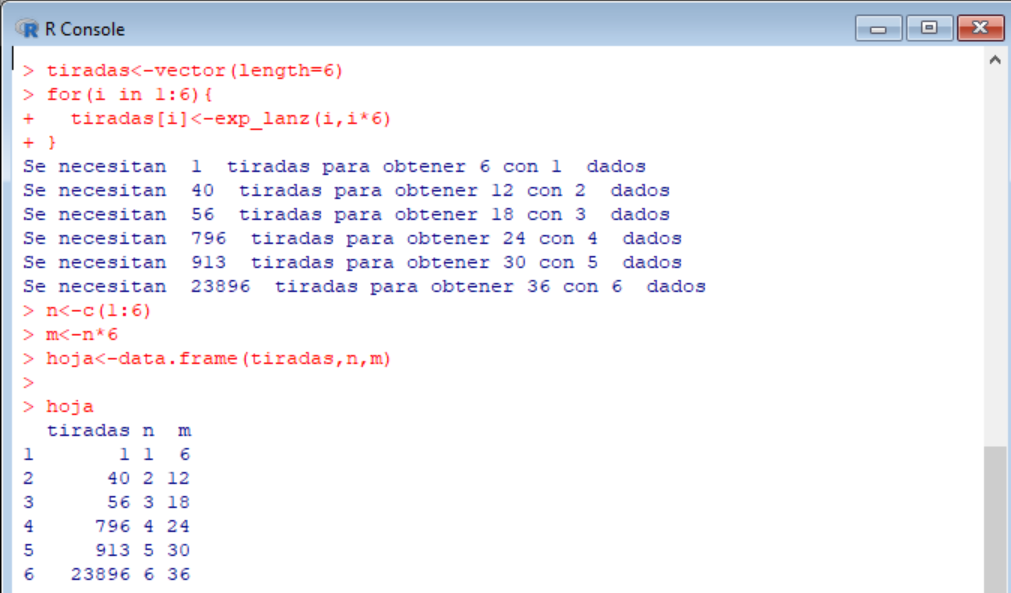 R Console
> tiradas<-vector(length=6)
> for(i in 1:6){
+   tiradas[i]<-exp_lanz(i,i*6)
+ }
Se necesitan  1  tiradas para obtener 6 con 1  dados
Se necesitan  40  tiradas para obtener 12 con 2  dados
Se necesitan  56  tiradas para obtener 18 con 3  dados
Se necesitan  796  tiradas para obtener 24 con 4  dados
Se necesitan  913  tiradas para obtener 30 con 5  dados
Se necesitan  23896  tiradas para obtener 36 con 6  dados
> n<-c(1:6)
> m<-n*6
> hoja<-data.frame(tiradas,n,m)
>
> hoja
  tiradas n  m
1       1 1  6
2      40 2 12
3      56 3 18
4     796 4 24
5     913 5 30
6   23896 6 36